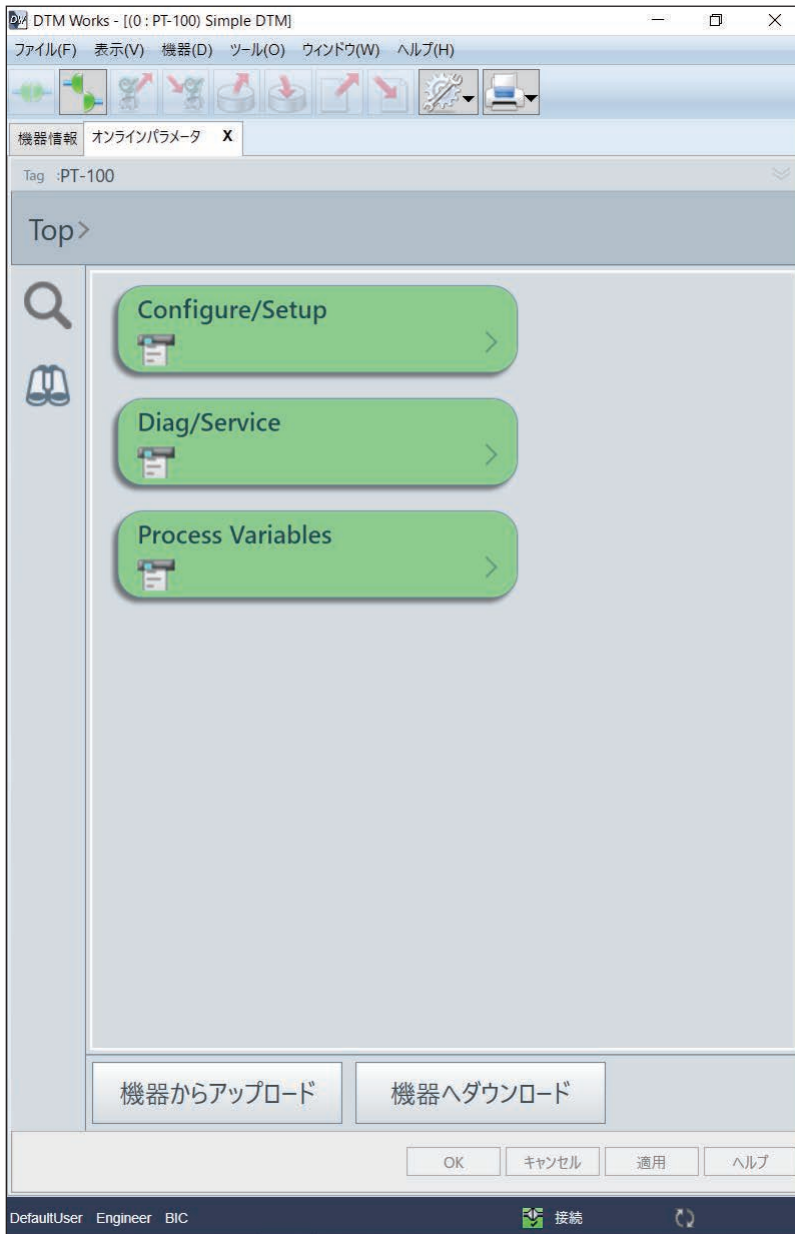 DTM Works - [(0 : PT-100) Simple DTM]
ファイル(F) 表示(V) 機器(D) ツール(O) ウィンドウ(W) ヘルプ(H)
機器情報 オンラインパラメータ X
Tag :PT-100
Top>
Configure/Setup
Diag/Service
Process Variables
機器からアップロード 機器へダウンロード
OK キャンセル 適用 ヘルプ
DefaultUser Engineer BIC 接続